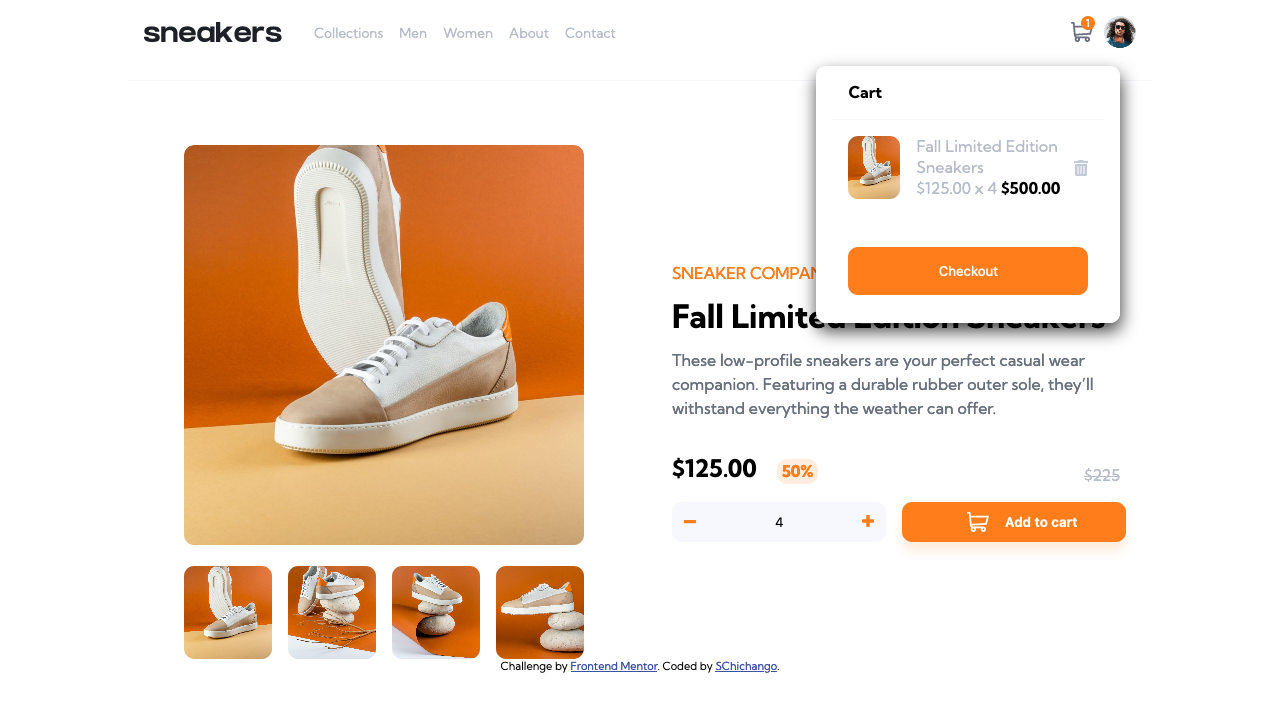 sneakers
Collections Men Women About Contact
1
Cart
Fall Limited Edition
Sneakers
$125.00 x 4 $500.00
Checkout
SNEAKER COMPAN
Fall Limited Edition Sneakers
These low-profile sneakers are your perfect casual wear
companion. Featuring a durable rubber outer sole, they’ll
withstand everything the weather can offer.
$125.00 50% $225
4
Add to cart
Challenge by Frontend Mentor. Coded by SChichango.